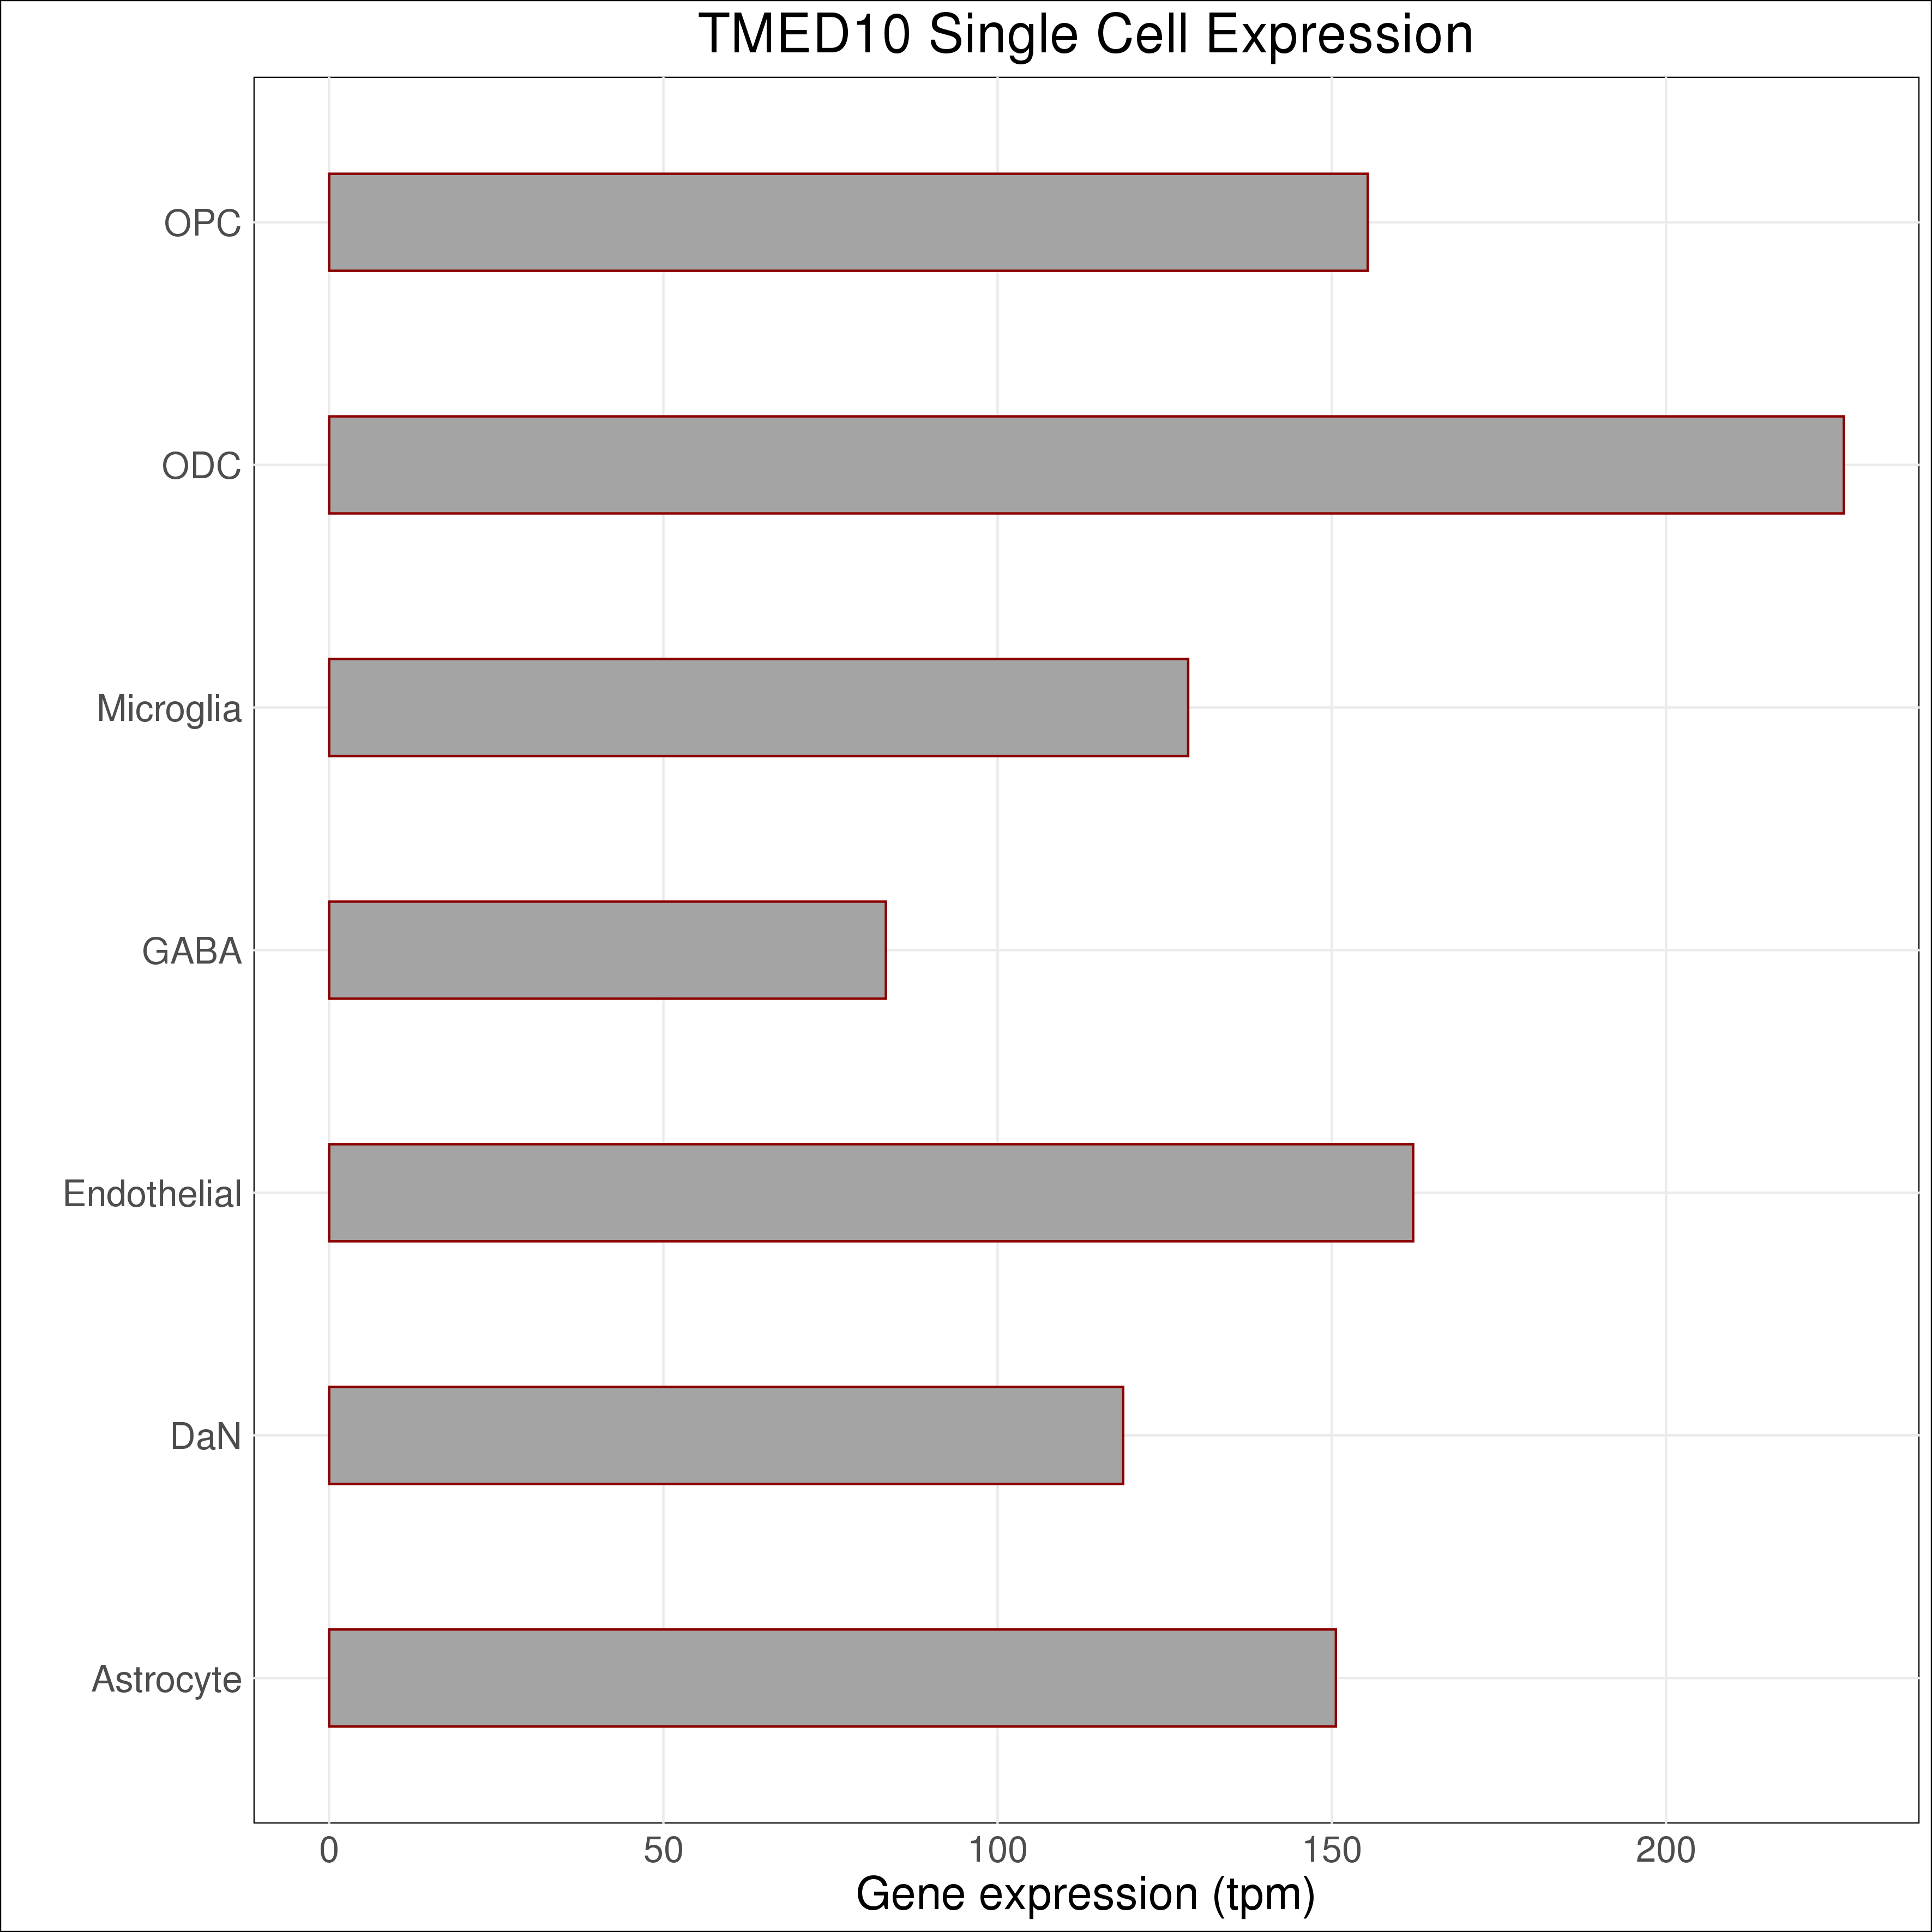 TMED10 Single Cell Expression
OPC
ODC
Microglia
GABA
Endothelial
DaN
Astrocyte
0 50 100 150 200
Gene expression (tpm)